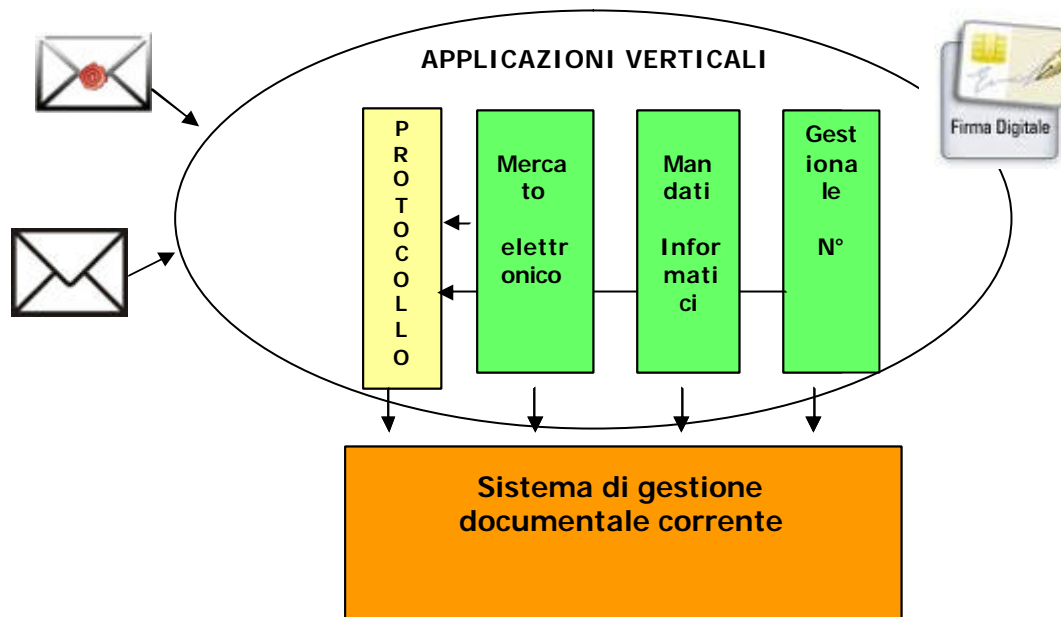 APPLICAZIONI VERTICALI
Firma Digitale
P
R
O
T
O
C
O
L
L
O
Merca
to
elettr
onico
Man
dati
Infor
mati
ci
Gest
iona
le
N°
Sistema di gestione
documentale corrente